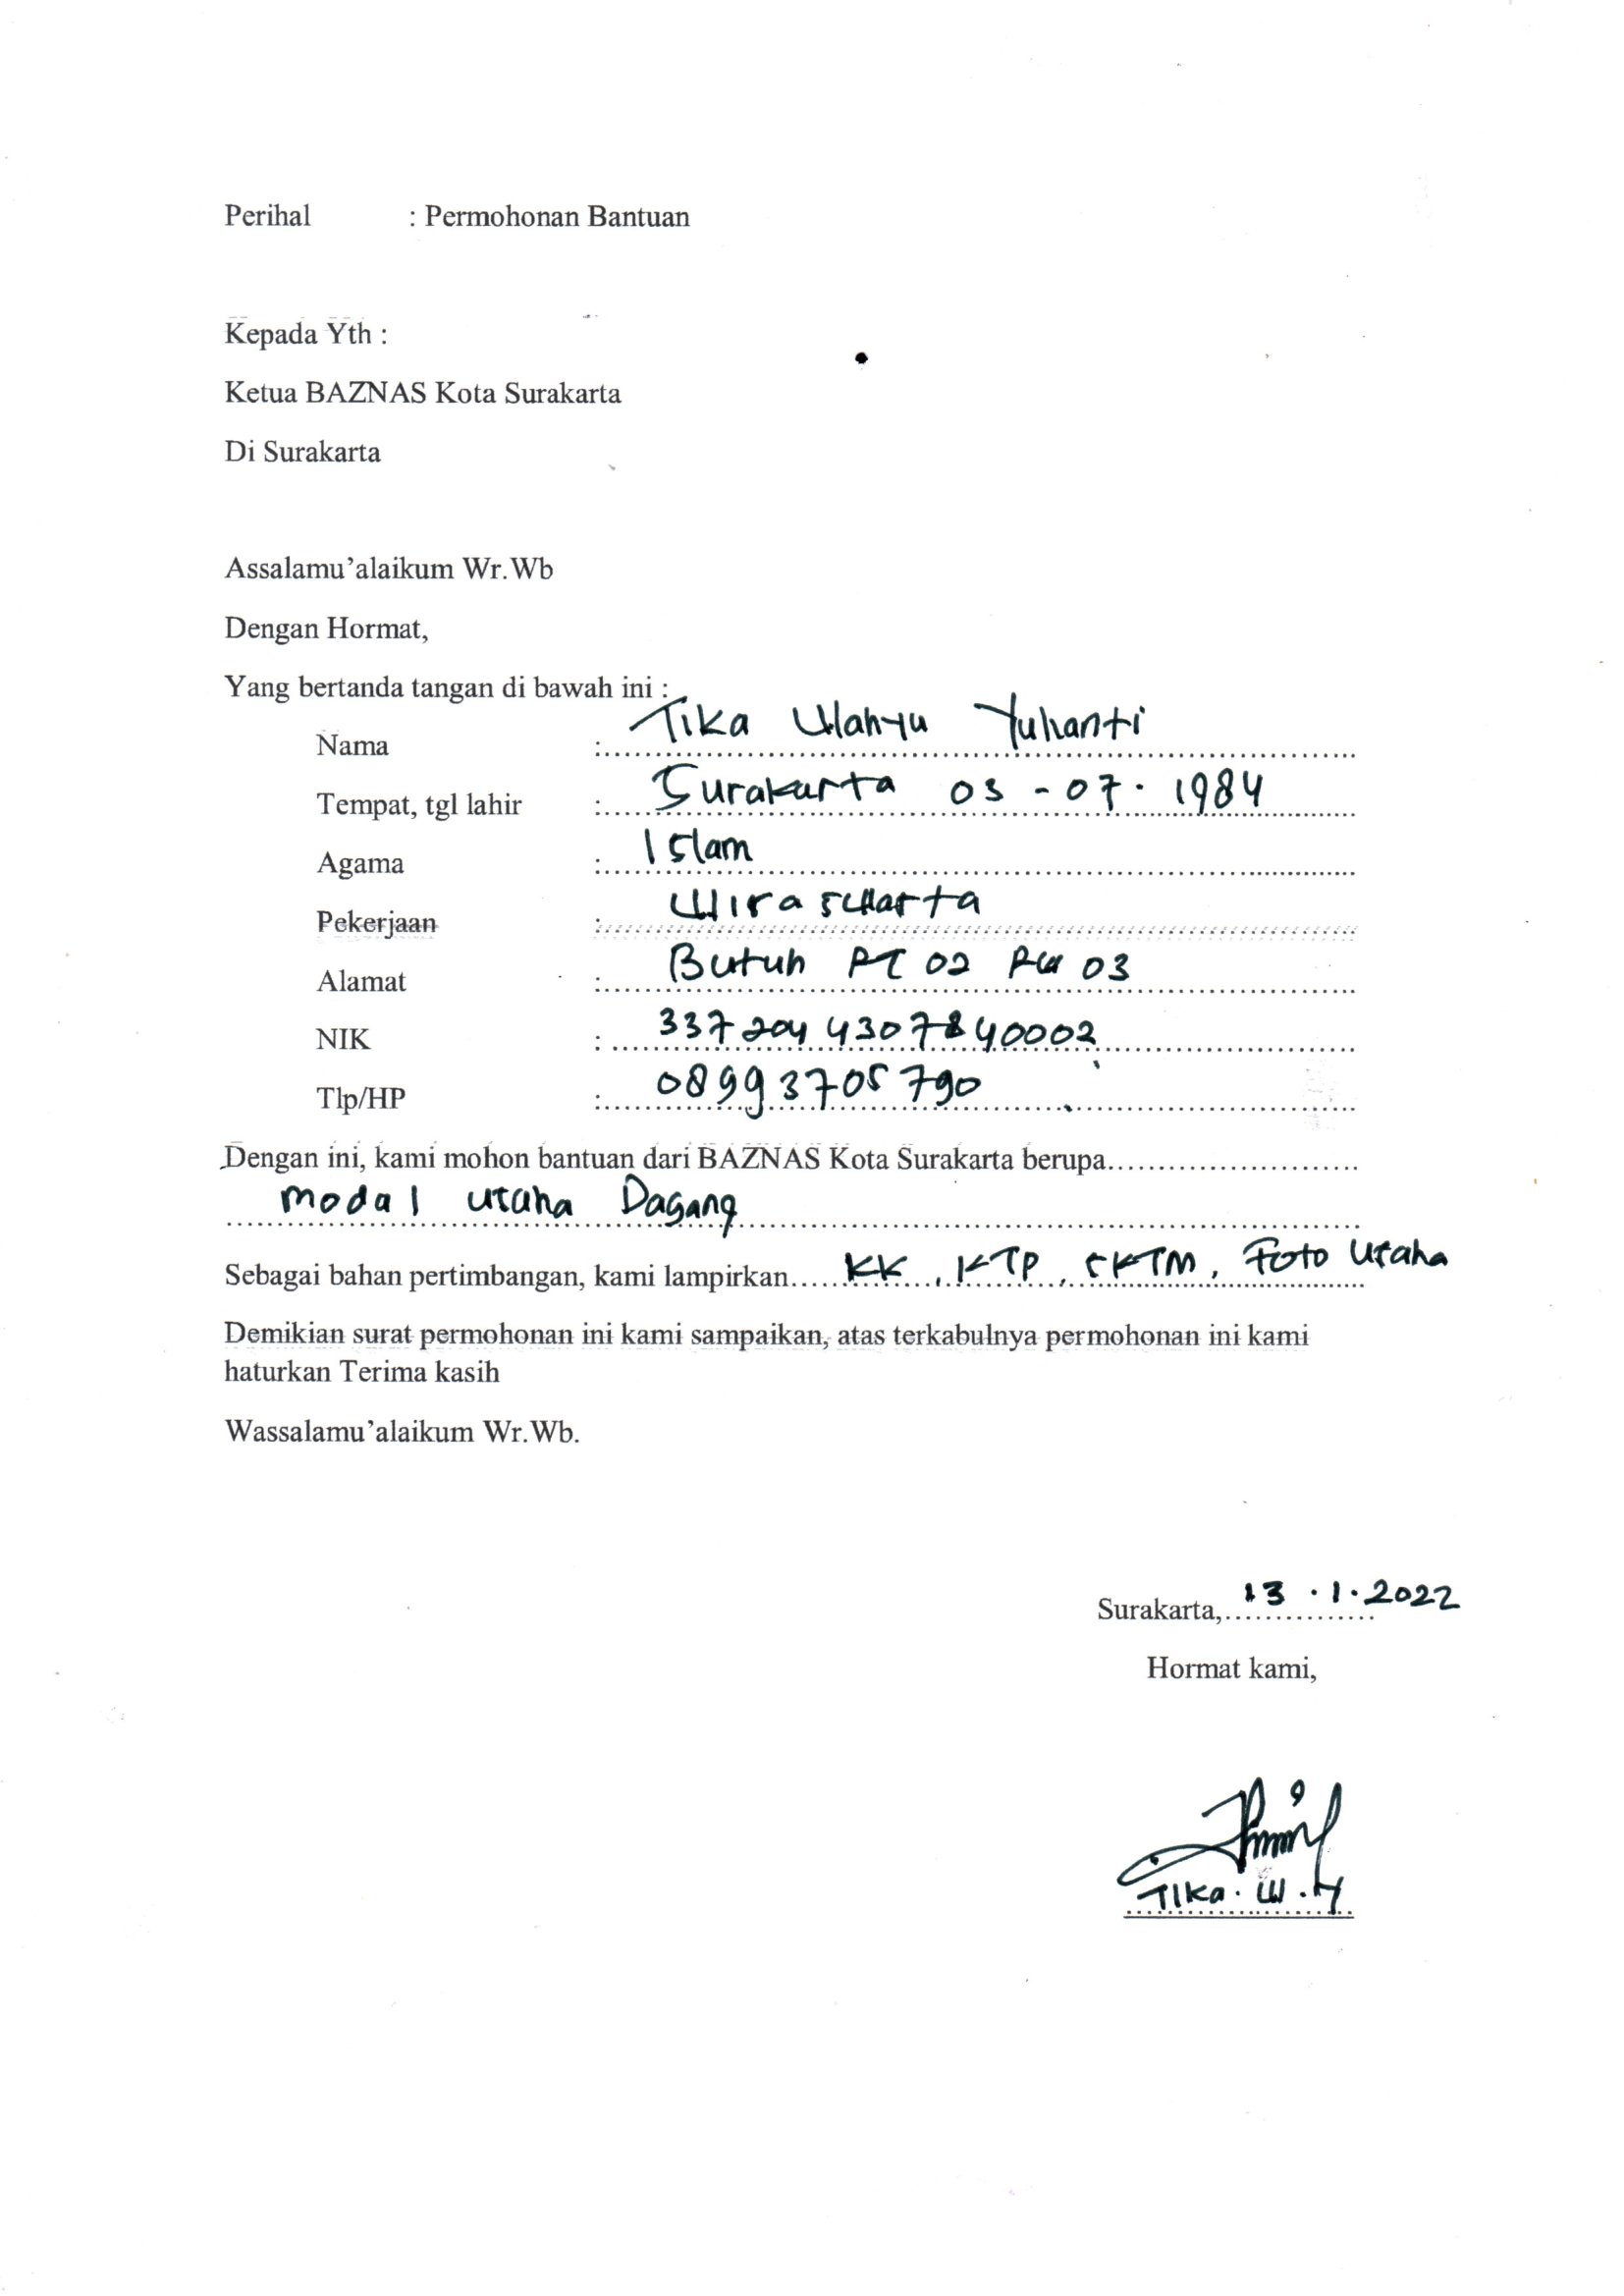 Perihal : Permohonan Bantuan
Kepada Yth :
Ketua BAZNAS Kota Surakarta
Di Surakarta
Assalamu'alaikum Wr.Wb
Dengan Hormat,
Yang bertanda tangan di bawah ini :
Nama : Tika Wahyu Yulianti
Tempat, tgl lahir : Surakarta 03 - 07 . 1984
Agama : Islam
Pekerjaan : Wiraswarta
Alamat : Butuh RT 02 RW 03
NIK : 3372044307840002
Tlp/HP : 08993705790
Dengan ini, kami mohon bantuan dari BAZNAS Kota Surakarta berupa
modal usaha Dagang
Sebagai bahan pertimbangan, kami lampirkan KK, KTP, SKTM, Foto Usaha
Demikian surat permohonan ini kami sampaikan, atas terkabulnya permohonan ini kami
haturkan Terima kasih
Wassalamu'alaikum Wr.Wb.
Surakarta, 13 . 1 . 2022
Hormat kami,
Tika . W . Y